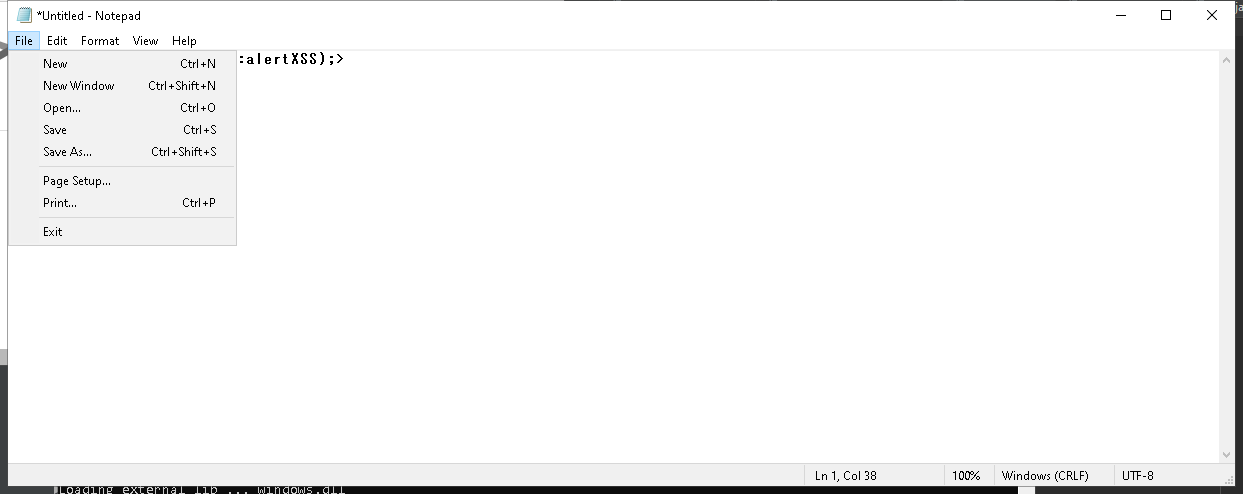 *Untitled - Notepad
File Edit Format View Help
:alertXSS);>
New Ctrl+N
New Window Ctrl+Shift+N
Open... Ctrl+O
Save Ctrl+S
Save As... Ctrl+Shift+S
Page Setup...
Print... Ctrl+P
Exit
Ln 1, Col 38 100% Windows (CRLF) UTF-8
Loading external lib ... windows.dll